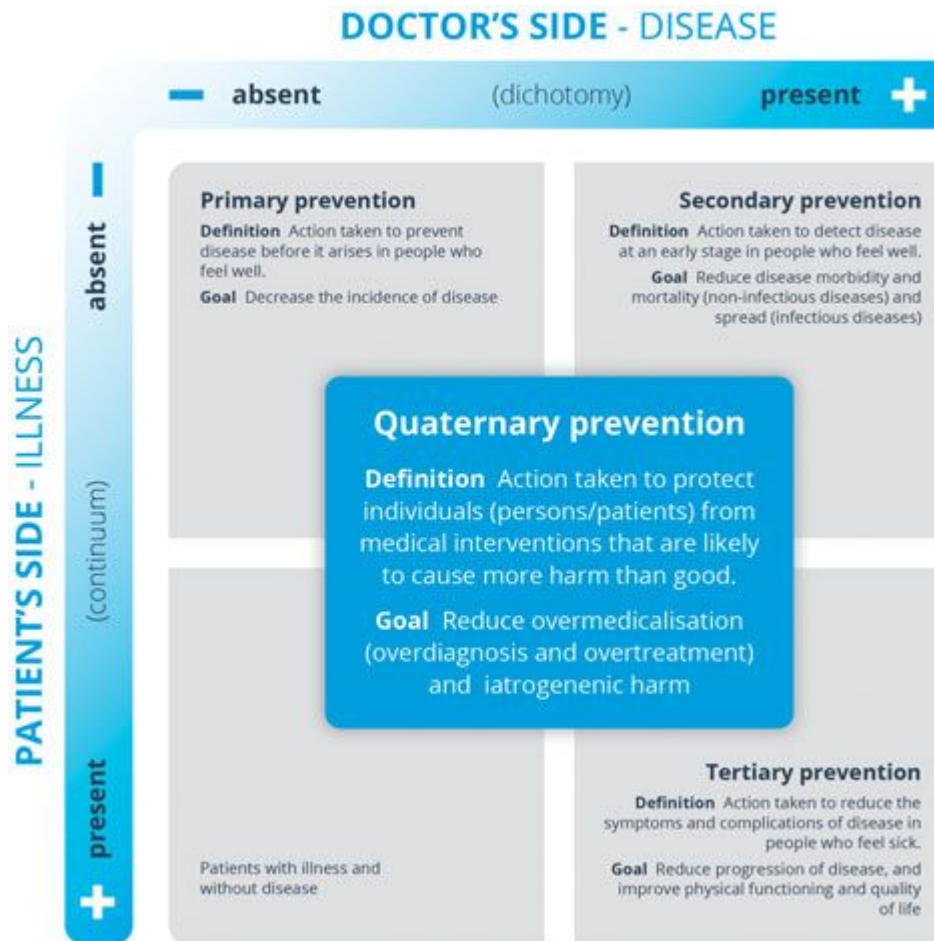 DOCTOR'S SIDE - DISEASE
absent
(dichotomy)
present
PATIENT'S SIDE - ILLNESS
absent
(continuum)
present
Primary prevention
Definition Action taken to prevent
disease before it arises in people who
feel well.
Goal Decrease the incidence of disease
Secondary prevention
Definition Action taken to detect disease
at an early stage in people who feel well.
Goal Reduce disease morbidity and
mortality (non-infectious diseases) and
spread (infectious diseases)
Quaternary prevention
Definition Action taken to protect
individuals (persons/patients) from
medical interventions that are likely
to cause more harm than good.
Goal Reduce overmedicalisation
(overdiagnosis and overtreatment)
and iatrogenenic harm
Patients with illness and
without disease
Tertiary prevention
Definition Action taken to reduce the
symptoms and complications of disease in
people who feel sick.
Goal Reduce progression of disease, and
improve physical functioning and quality
of life